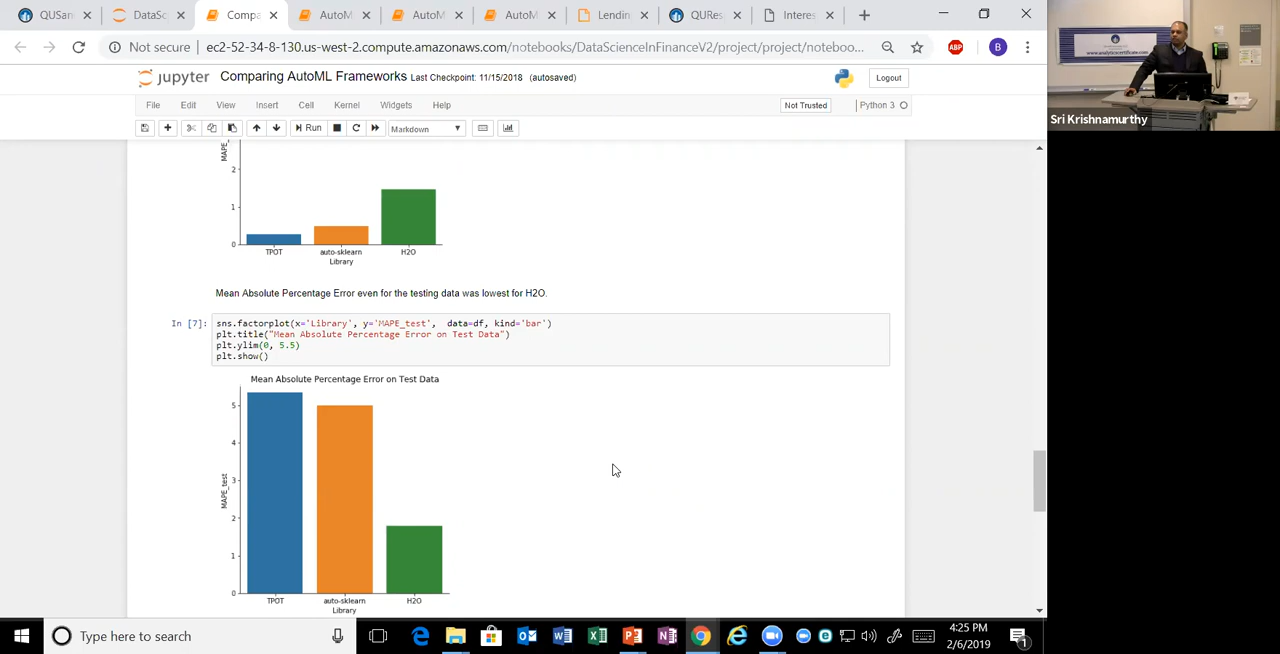 QUSan
DataSc
Compa
AutoM
AutoM
AutoM
Lendin
QURes
Interes
Not secure
ec2-52-34-8-130.us-west-2.compute.amazonaws.com/notebooks/DataScienceInFinanceV2/project/project/noteboo...
ABP
B
jupyter Comparing AutoML Frameworks Last Checkpoint: 11/15/2018 (autosaved)
Logout
File Edit View Insert Cell Kernel Widgets Help
Not Trusted
Python 3
Run
Markdown
www.analyticscertificate.com
Sri Krishnamurthy
MAPE_
2
1
0
TPOT auto-sklearn H2O
Library
Mean Absolute Percentage Error even for the testing data was lowest for H2O.
In [7]:
sns.factorplot(x='Library', y='MAPE_test', data=df, kind='bar')
plt.title("Mean Absolute Percentage Error on Test Data")
plt.ylim(0, 5.5)
plt.show()
Mean Absolute Percentage Error on Test Data
MAPE_test
5
4
3
2
1
0
TPOT auto-sklearn H2O
Library
Type here to search
4:25 PM
2/6/2019
1